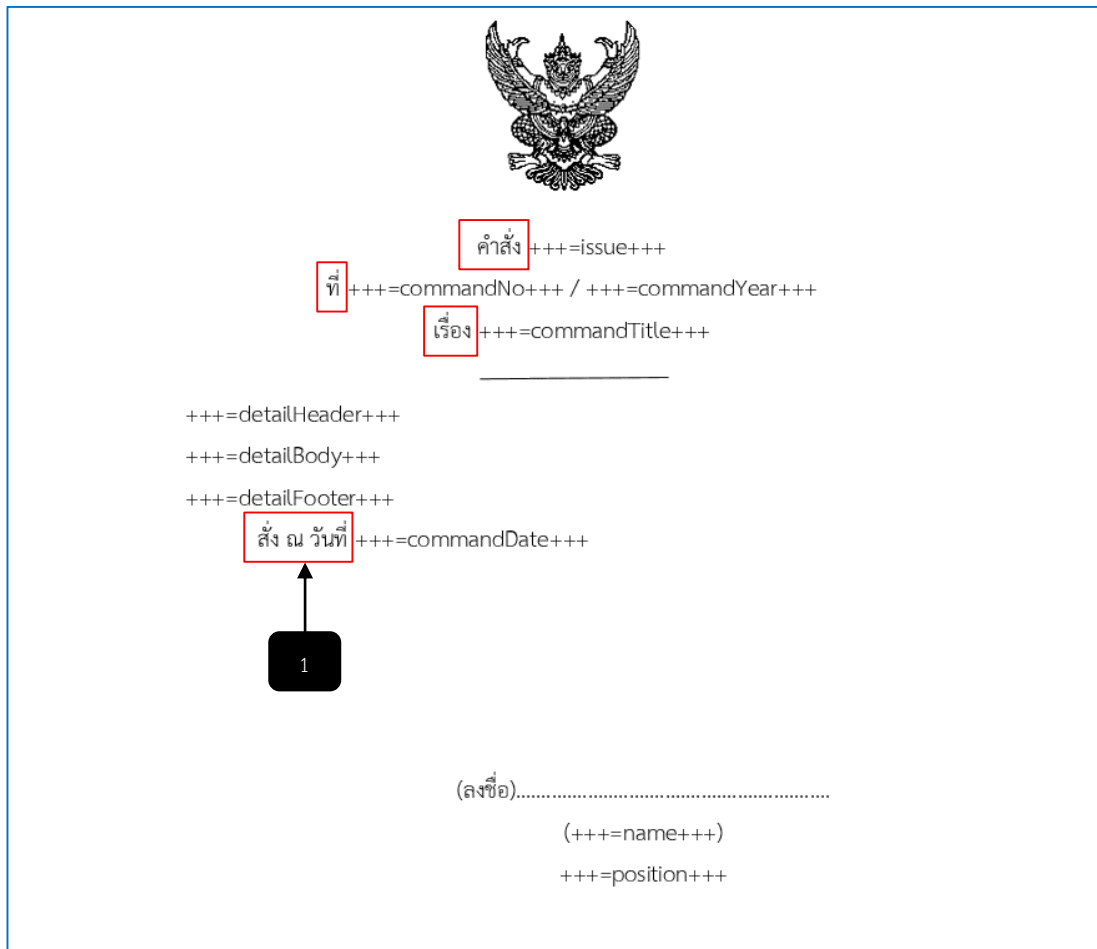 คำสั่ง +++=issue+++
ที่ +++=commandNo+++ / +++=commandYear+++
เรื่อง +++=commandTitle+++
+++=detailHeader+++
+++=detailBody+++
+++=detailFooter+++
สั่ง ณ วันที่ +++=commandDate+++
1
(ลงชื่อ)............................................................
(+++=name+++)
+++=position+++